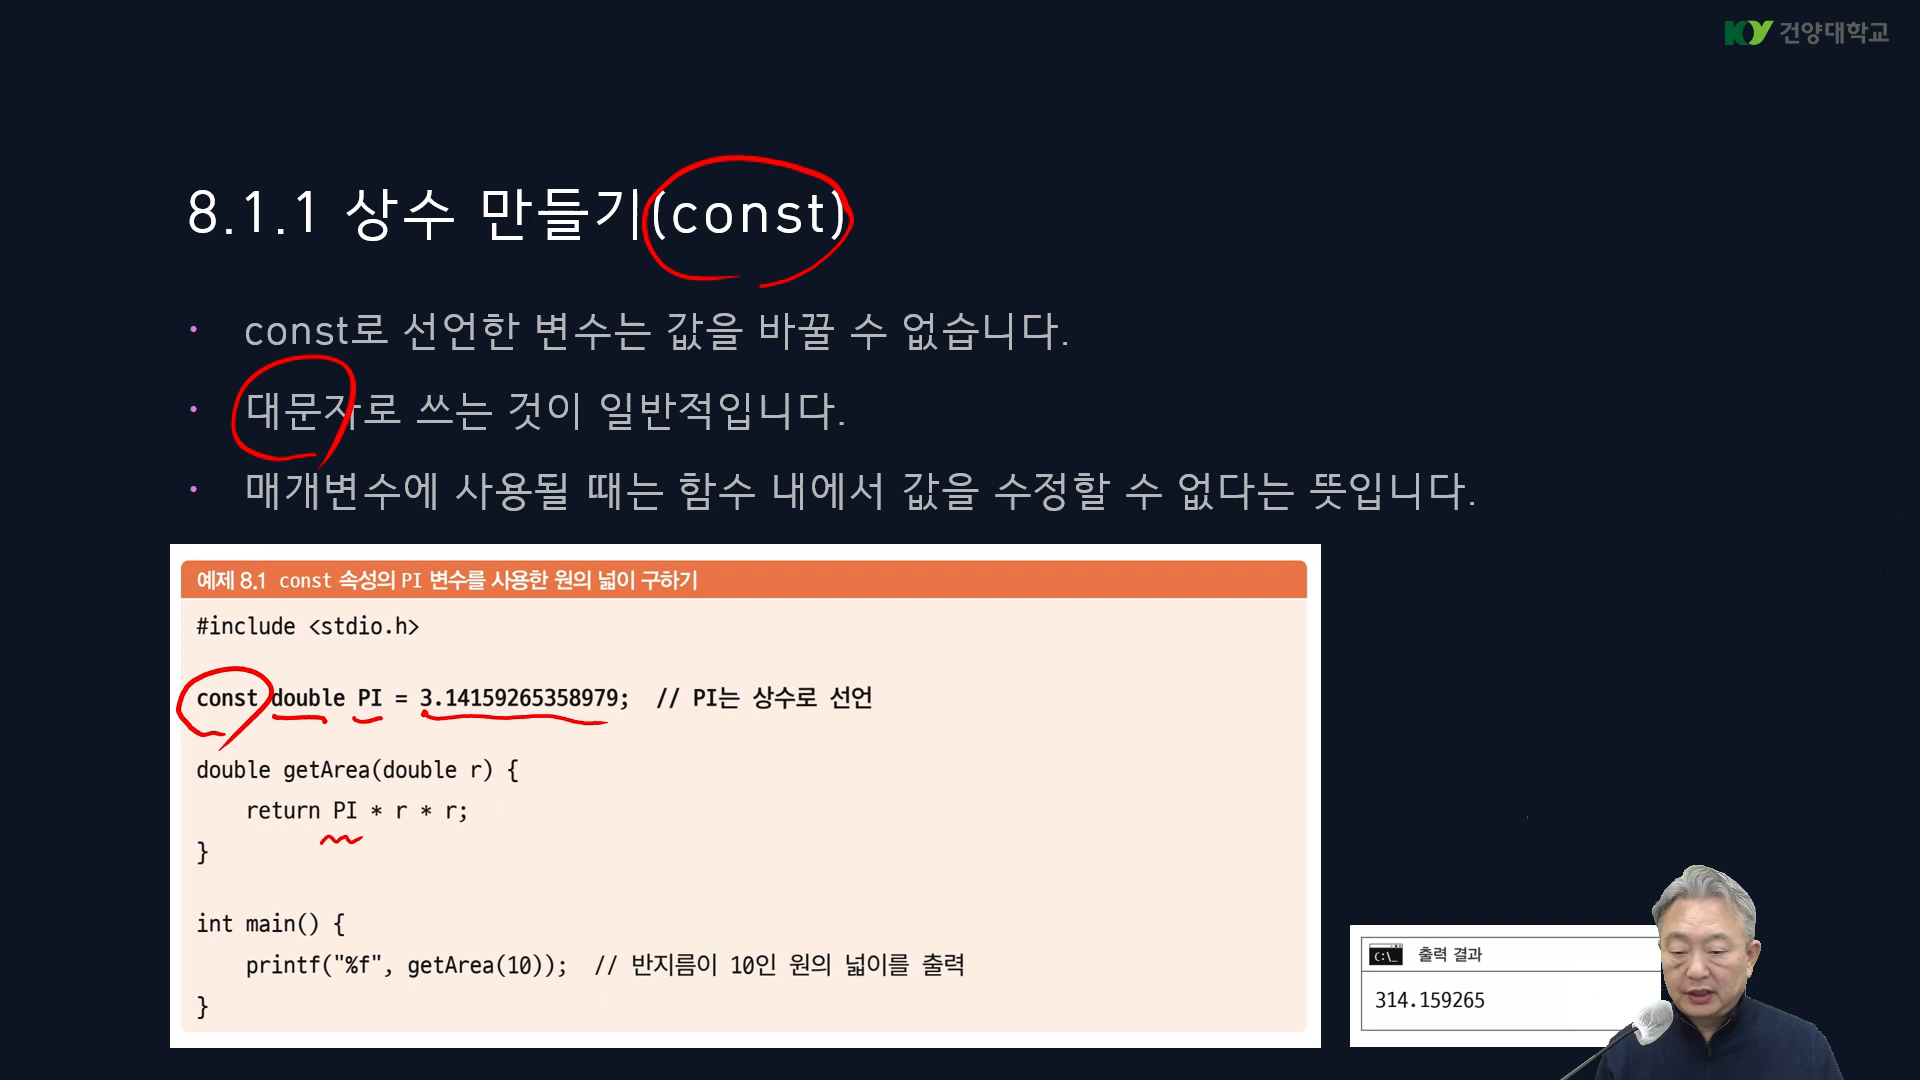 KY 건양대학교
8.1.1 상수 만들기(const)
• const로 선언한 변수는 값을 바꿀 수 없습니다.
• 대문자로 쓰는 것이 일반적입니다.
• 매개변수에 사용될 때는 함수 내에서 값을 수정할 수 없다는 뜻입니다.
예제 8.1 const 속성의 PI 변수를 사용한 원의 넓이 구하기
#include <stdio.h>
const double PI = 3.14159265358979; // PI는 상수로 선언
double getArea(double r) {
return PI * r * r;
}
int main() {
printf("%f", getArea(10)); // 반지름이 10인 원의 넓이를 출력
}
C:\_ 출력 결과
314.159265